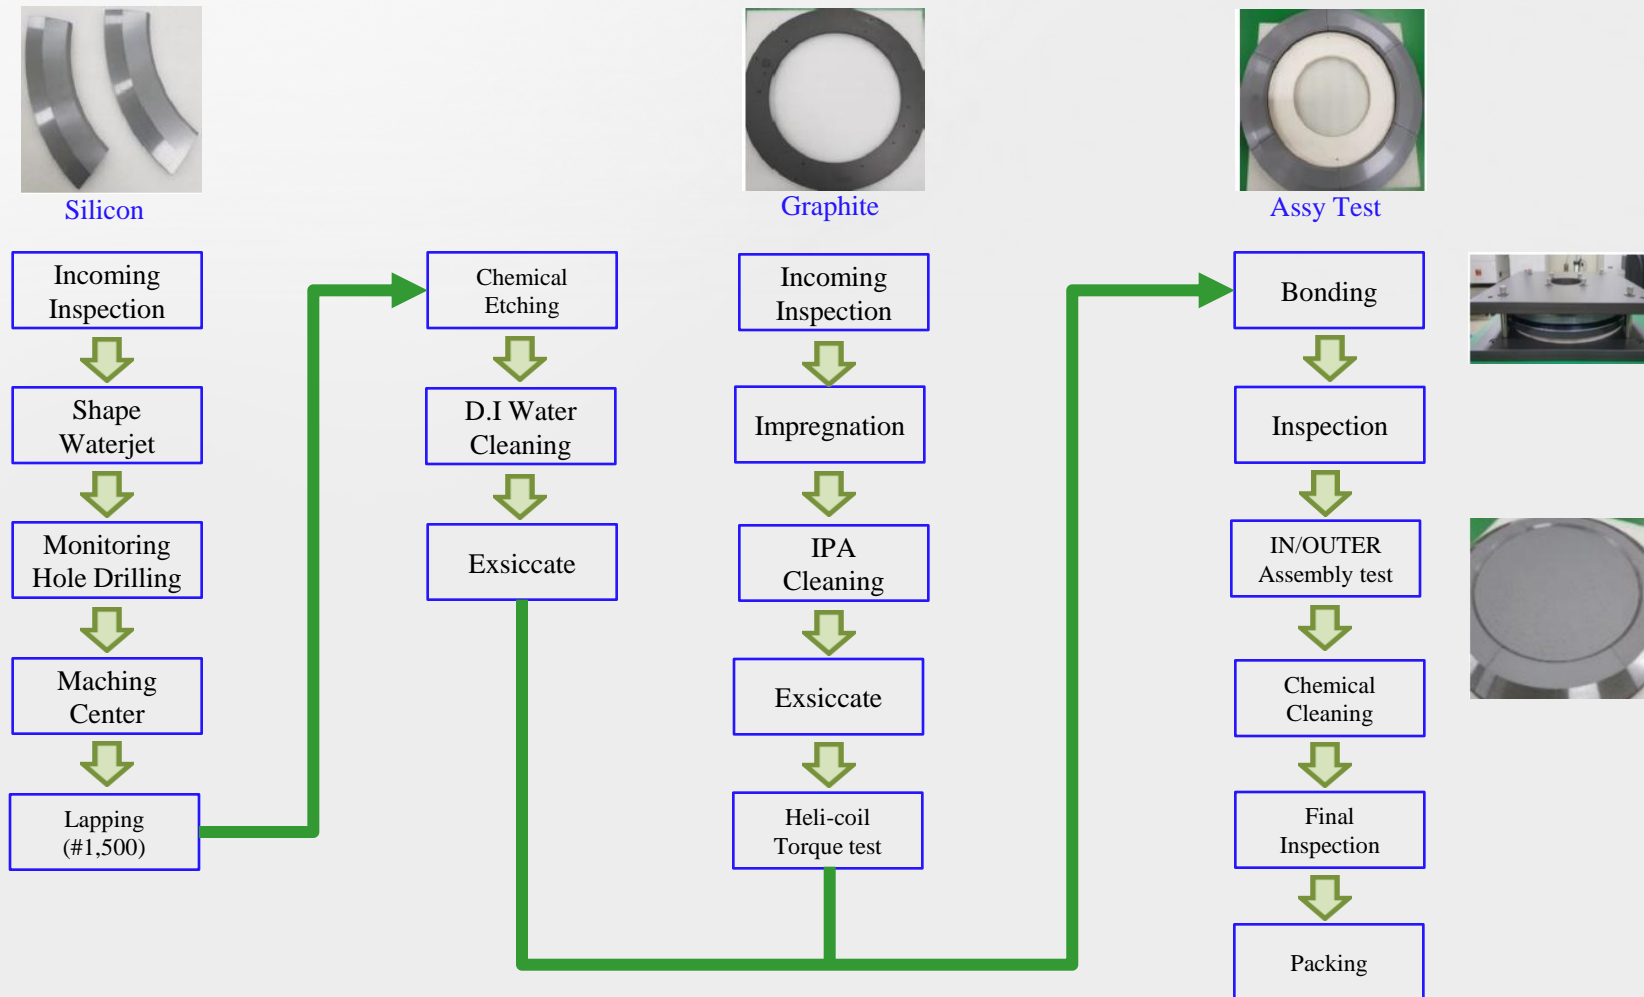 Silicon
Incoming
Inspection
Shape
Waterjet
Monitoring
Hole Drilling
Maching
Center
Lapping
(#1,500)
Chemical
Etching
D.I Water
Cleaning
Exsiccate
Graphite
Incoming
Inspection
Impregnation
IPA
Cleaning
Exsiccate
Heli-coil
Torque test
Assy Test
Bonding
Inspection
IN/OUTER
Assembly test
Chemical
Cleaning
Final
Inspection
Packing